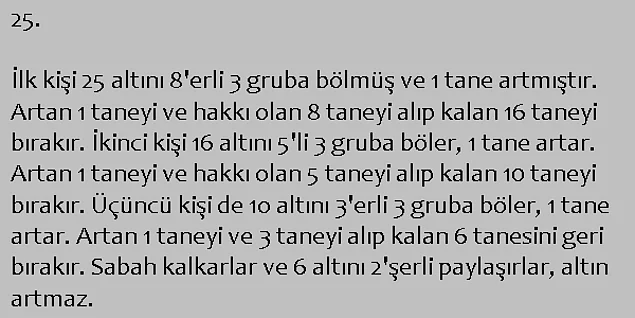 25.
İlk kişi 25 altını 8'erli 3 gruba bölmüş ve 1 tane artmıştır.
Artan 1 taneyi ve hakkı olan 8 taneyi alıp kalan 16 taneyi
bırakır. İkinci kişi 16 altını 5'li 3 gruba böler, 1 tane artar.
Artan 1 taneyi ve hakkı olan 5 taneyi alıp kalan 10 taneyi
bırakır. Üçüncü kişi de 10 altını 3'erli 3 gruba böler, 1 tane
artar. Artan 1 taneyi ve 3 taneyi alıp kalan 6 tanesini geri
bırakır. Sabah kalkarlar ve 6 altını 2'şerli paylaşırlar, altın
artmaz.